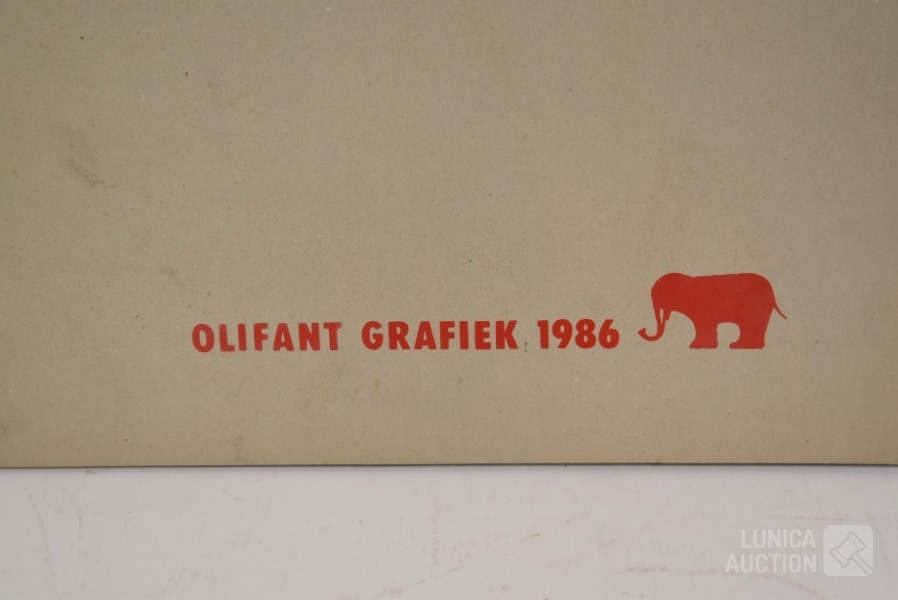 OLIFANT GRAFIEK 1986
LUNICA
AUCTION